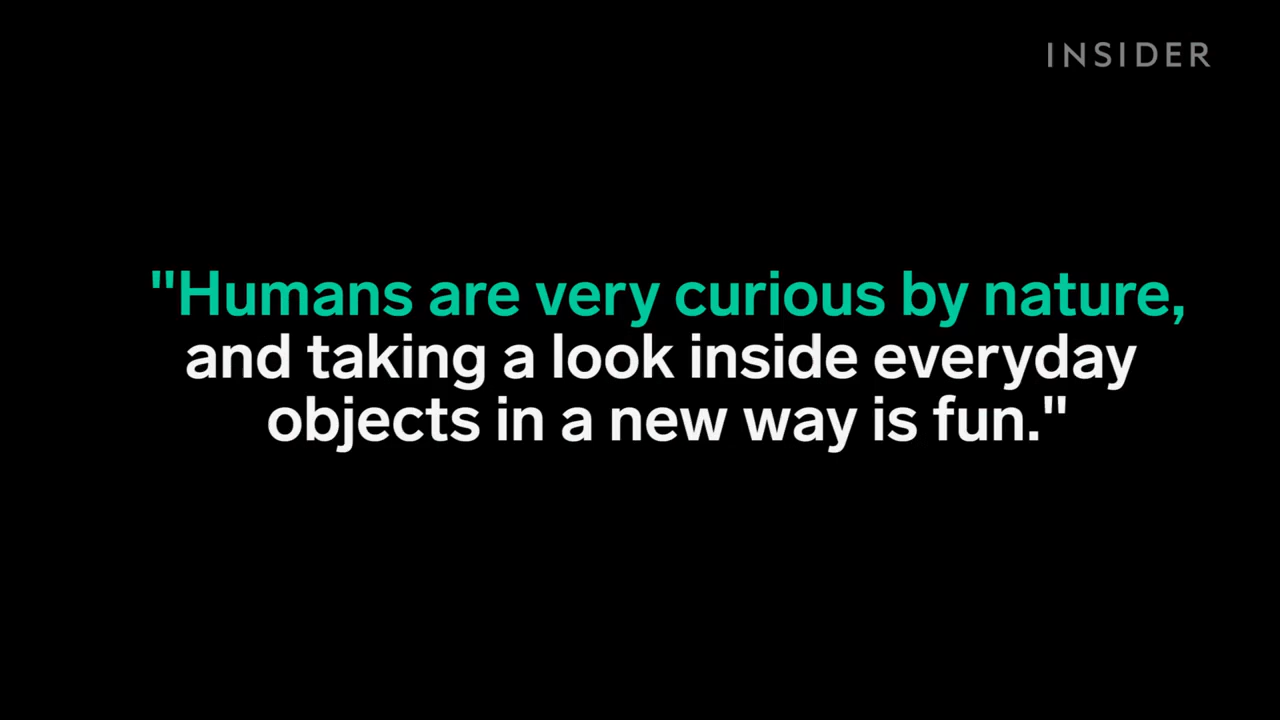 INSIDER
"Humans are very curious by nature,
and taking a look inside everyday
objects in a new way is fun."